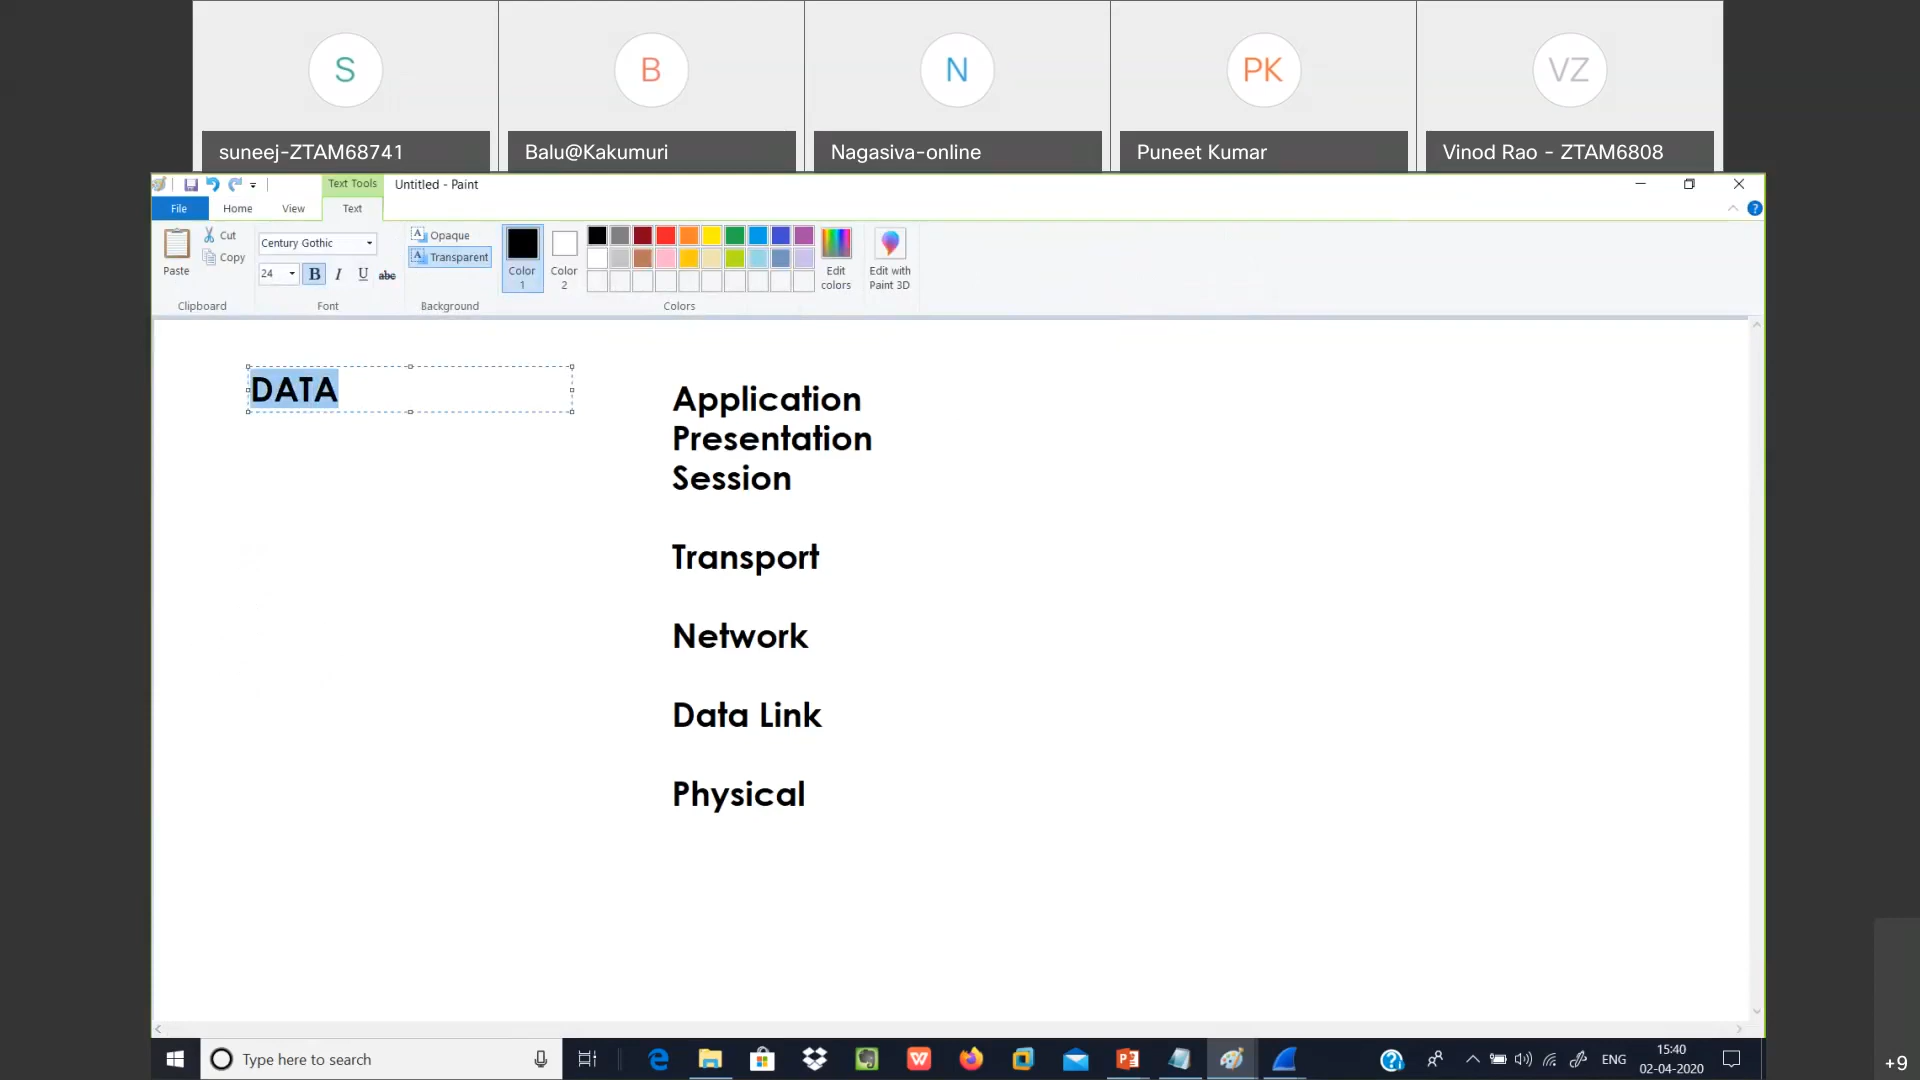 S B N PK VZ
suneej-ZTAM68741 Balu@Kakumuri Nagasiva-online Puneet Kumar Vinod Rao - ZTAM6808
Text Tools Untitled - Paint
File Home View Text
Paste Cut Copy
Century Gothic
24 B I U abc
Opaque
Transparent
Color 1
Color 2
Edit colors
Edit with Paint 3D
Clipboard Font Background Colors
DATA
Application
Presentation
Session
Transport
Network
Data Link
Physical
Type here to search
ENG
15:40
02-04-2020
+9